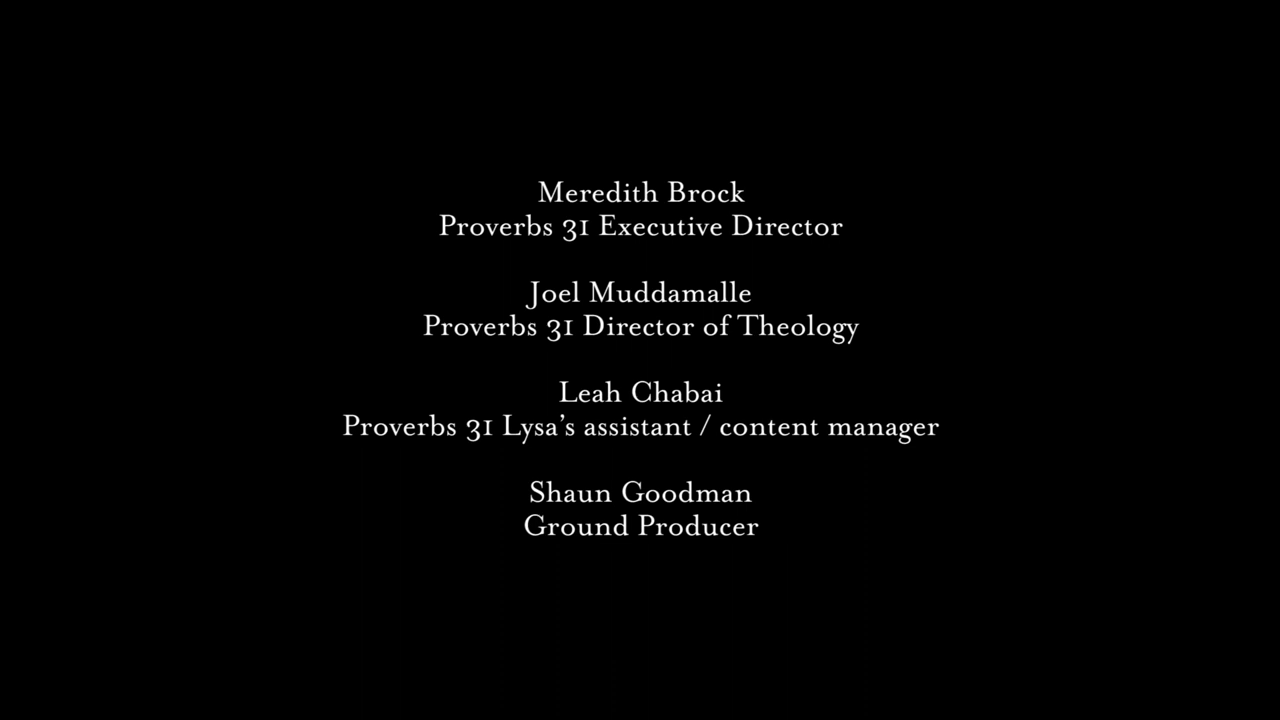 Meredith Brock
Proverbs 31 Executive Director
Joel Muddamalle
Proverbs 31 Director of Theology
Leah Chabai
Proverbs 31 Lysa’s assistant / content manager
Shaun Goodman
Ground Producer